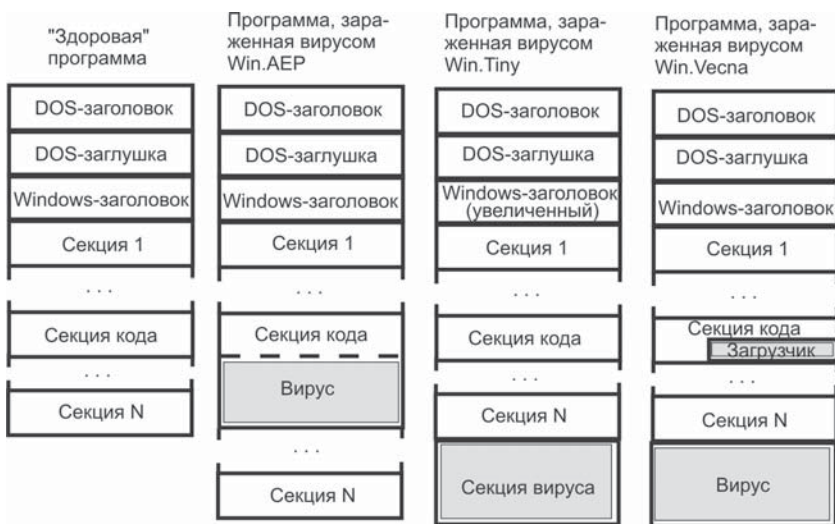 "Здоровая"
программа
DOS-заголовок
DOS-заглушка
Windows-заголовок
Секция 1
. . .
Секция кода
. . .
Секция N
Программа, зара-
женная вирусом
Win.AEP
DOS-заголовок
DOS-заглушка
Windows-заголовок
Секция 1
. . .
Секция кода
Вирус
. . .
Секция N
Программа, зара-
женная вирусом
Win.Tiny
DOS-заголовок
DOS-заглушка
Windows-заголовок
(увеличенный)
Секция 1
. . .
Секция кода
. . .
Секция N
Секция вируса
Программа, зара-
женная вирусом
Win.Vecna
DOS-заголовок
DOS-заглушка
Windows-заголовок
Секция 1
. . .
Секция кода
Загрузчик
. . .
Секция N
Вирус